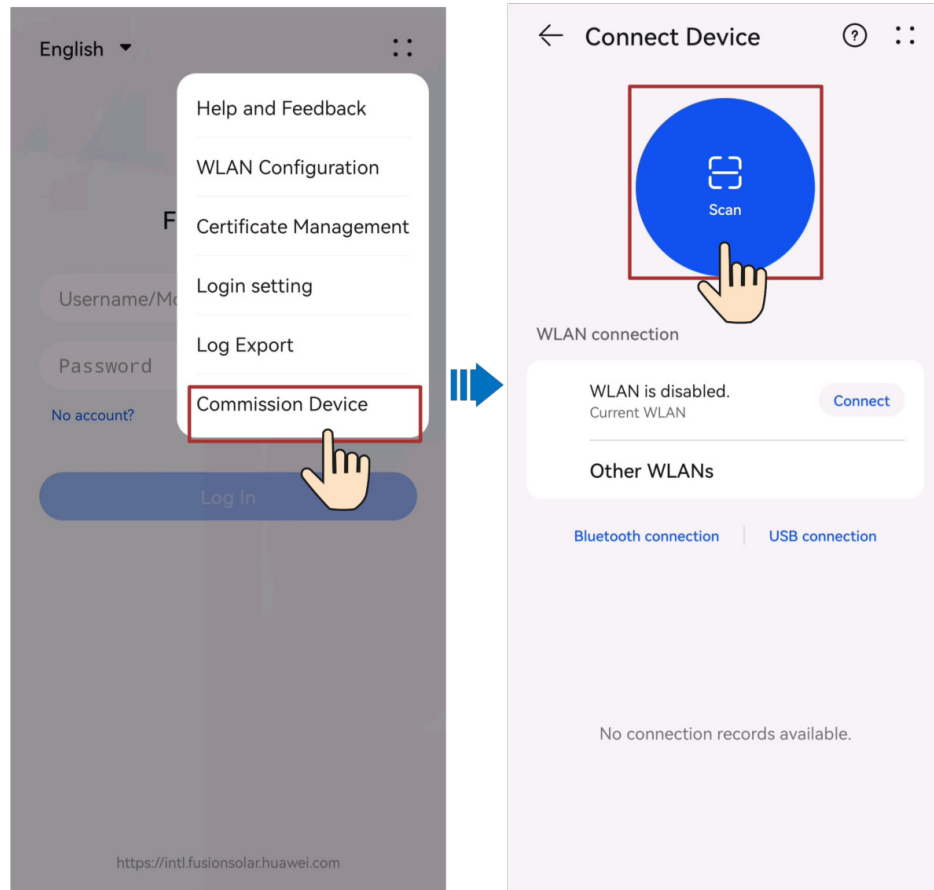 English
Help and Feedback
WLAN Configuration
F
Certificate Management
Username/Mo
Login setting
Log Export
Password
Commission Device
No account?
Log In
https://intl.fusionsolar.huawei.com
Connect Device
?
Scan
WLAN connection
WLAN is disabled.
Current WLAN
Connect
Other WLANs
Bluetooth connection
USB connection
No connection records available.